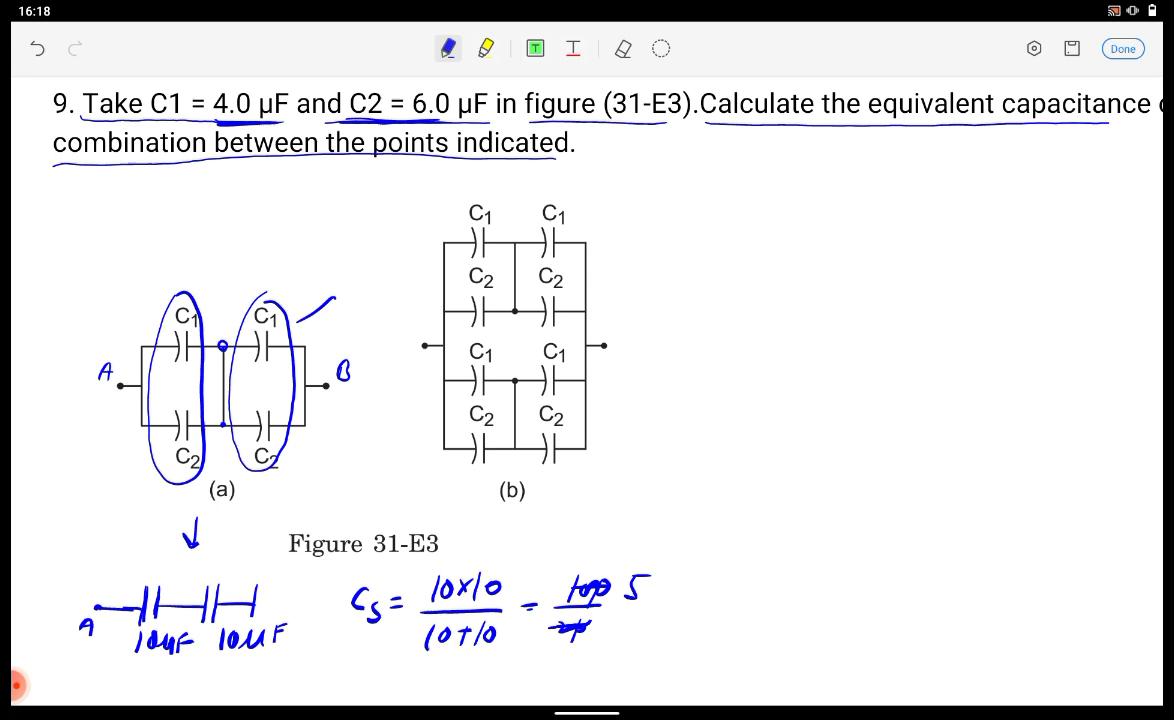 16:18
Done
9. Take C1 = 4.0 µF and C2 = 6.0 µF in figure (31-E3).Calculate the equivalent capacitance
combination between the points indicated.
C1 C1
C2 C2
C1 C1
A B
C1 C1
C2 C2
C2 C2
(a) (b)
Figure 31-E3
A 10µF 10µF
Cs = 10×10 / 10+10 = 100 / 20 5